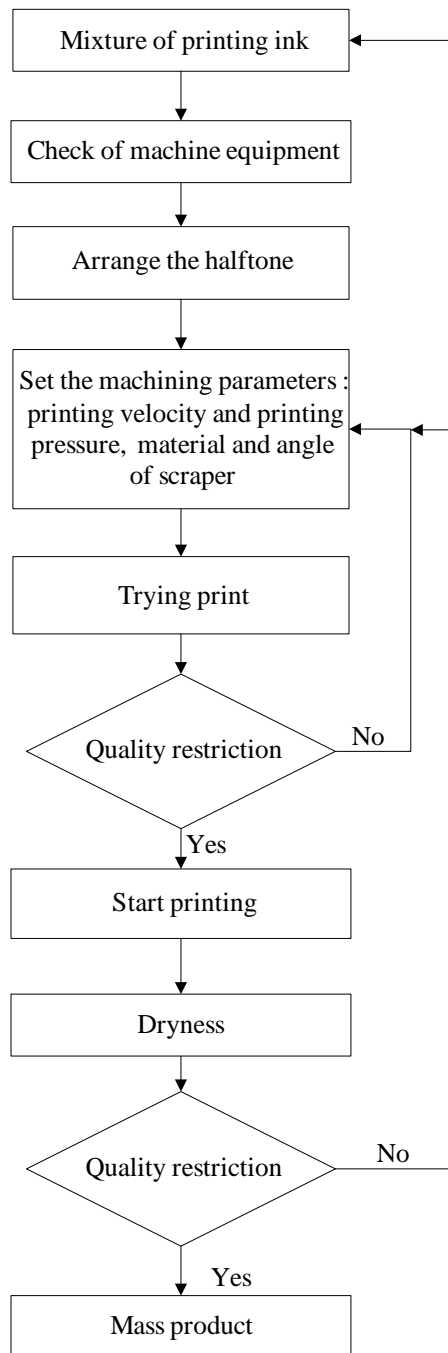 Mixture of printing ink
Check of machine equipment
Arrange the halftone
Set the machining parameters :
printing velocity and printing
pressure, material and angle
of scraper
Trying print
Quality restriction
No
Yes
Start printing
Dryness
Quality restriction
No
Yes
Mass product